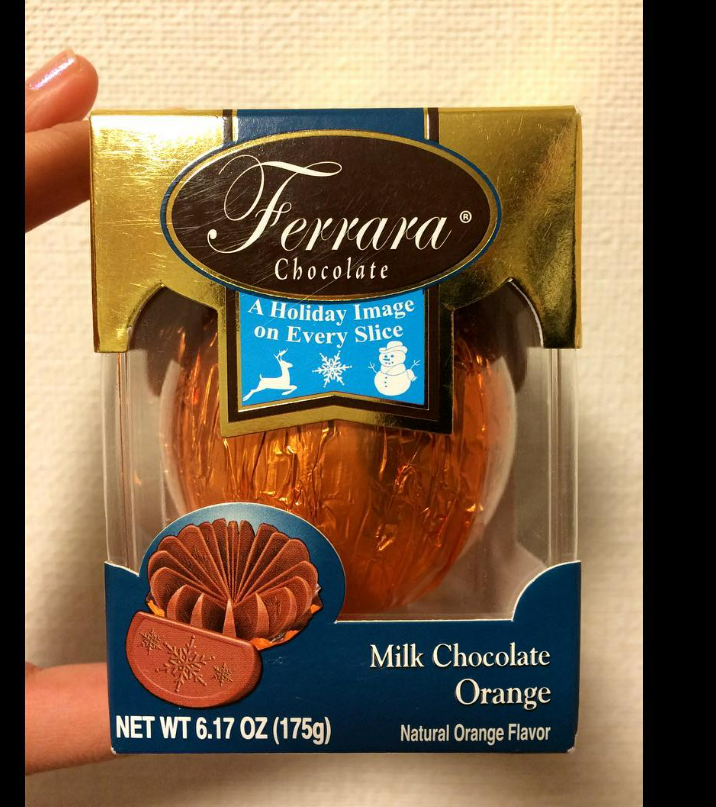 Ferrara®
Chocolate
A Holiday Image
on Every Slice
Milk Chocolate
Orange
NET WT 6.17 OZ (175g)
Natural Orange Flavor